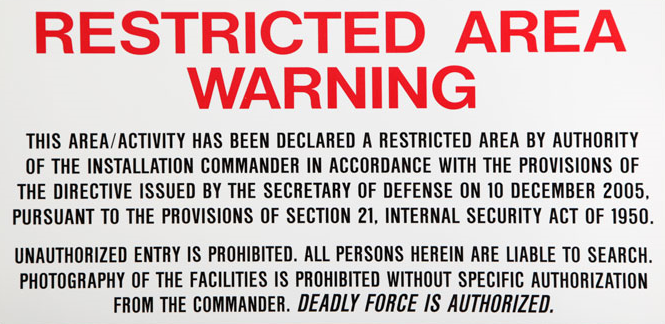 RESTRICTED AREA
WARNING
THIS AREA/ACTIVITY HAS BEEN DECLARED A RESTRICTED AREA BY AUTHORITY
OF THE INSTALLATION COMMANDER IN ACCORDANCE WITH THE PROVISIONS OF
THE DIRECTIVE ISSUED BY THE SECRETARY OF DEFENSE ON 10 DECEMBER 2005,
PURSUANT TO THE PROVISIONS OF SECTION 21, INTERNAL SECURITY ACT OF 1950.
UNAUTHORIZED ENTRY IS PROHIBITED. ALL PERSONS HEREIN ARE LIABLE TO SEARCH.
PHOTOGRAPHY OF THE FACILITIES IS PROHIBITED WITHOUT SPECIFIC AUTHORIZATION
FROM THE COMMANDER. DEADLY FORCE IS AUTHORIZED.